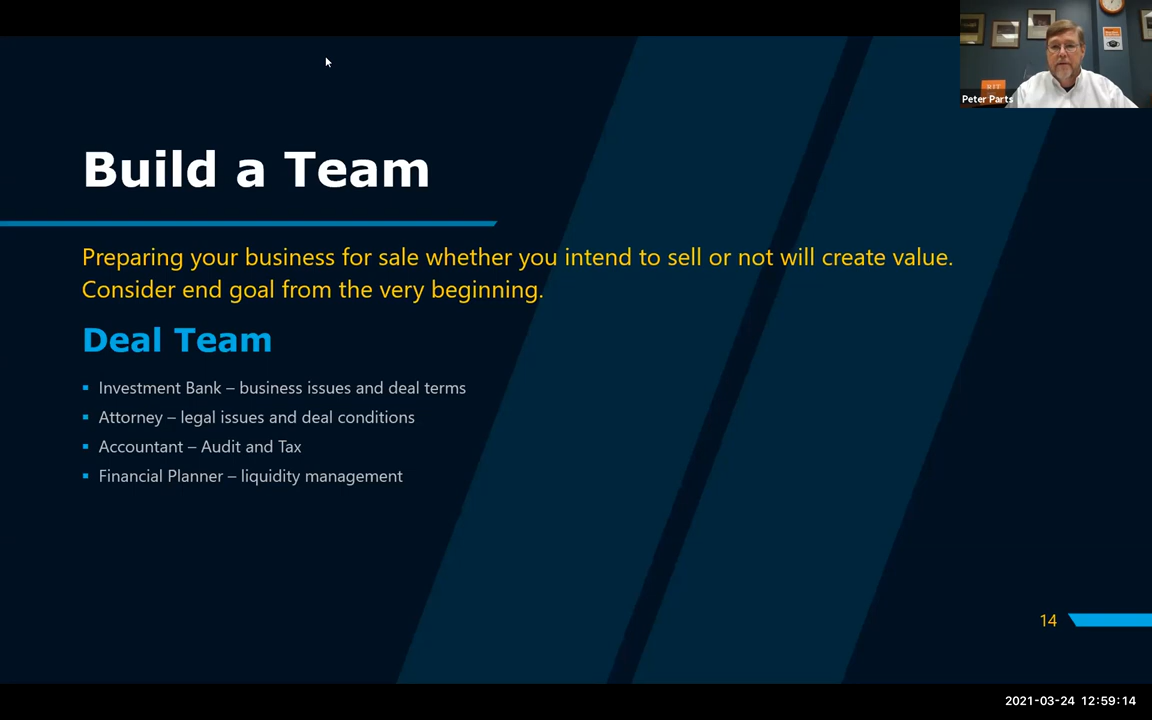 Peter Parts
RIT
Build a Team
Preparing your business for sale whether you intend to sell or not will create value.
Consider end goal from the very beginning.
Deal Team
▪ Investment Bank – business issues and deal terms
▪ Attorney – legal issues and deal conditions
▪ Accountant – Audit and Tax
▪ Financial Planner – liquidity management
14
2021-03-24 12:59:14